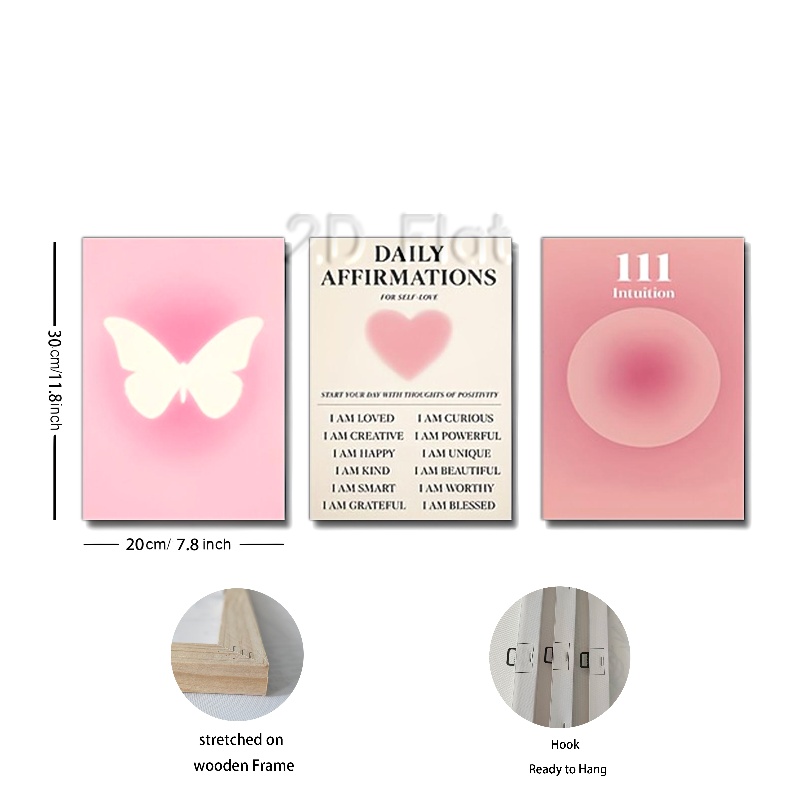 2D Flat
DAILY
AFFIRMATIONS
FOR SELF-LOVE
START YOUR DAY WITH THOUGHTS OF POSITIVITY
I AM LOVED I AM CURIOUS
I AM CREATIVE I AM POWERFUL
I AM HAPPY I AM UNIQUE
I AM KIND I AM BEAUTIFUL
I AM SMART I AM WORTHY
I AM GRATEFUL I AM BLESSED
111
Intuition
30cm/11.8inch
20cm/ 7.8 inch
stretched on
wooden Frame
Hook
Ready to Hang